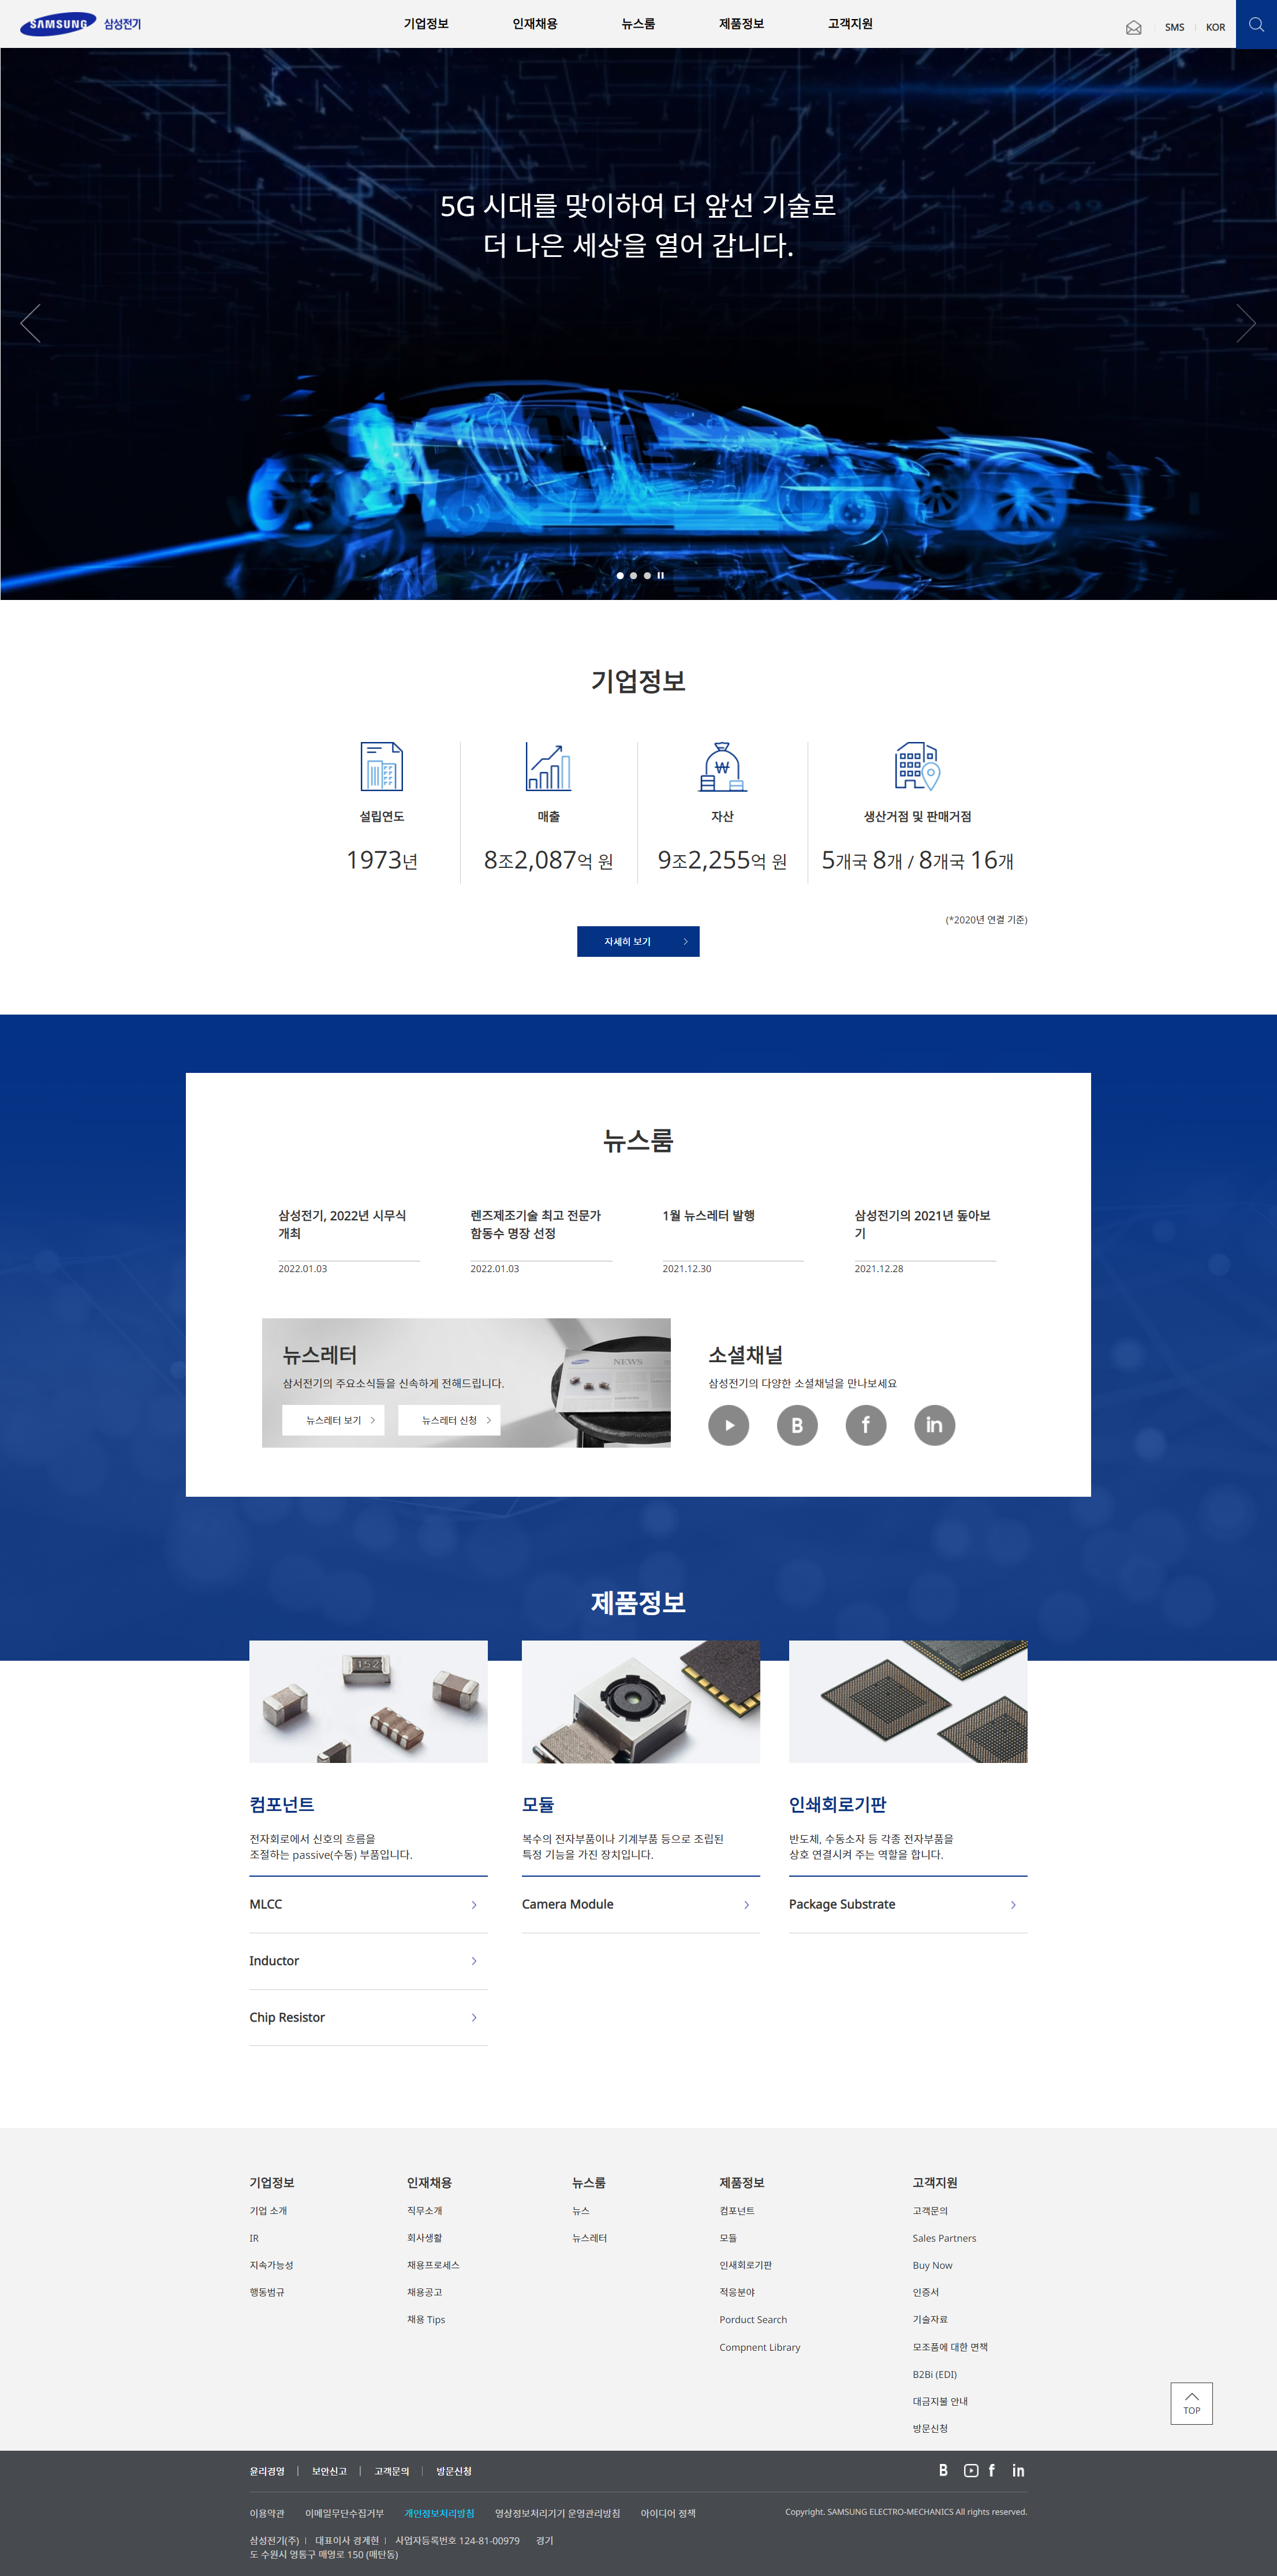 SAMSUNG 삼성전기
기업정보 인재채용 뉴스룸 제품정보 고객지원
SMS KOR
5G 시대를 맞이하여 더 앞선 기술로
더 나은 세상을 열어 갑니다.
기업정보
설립연도 매출 자산 생산거점 및 판매거점
1973년 8조2,087억 원 9조2,255억 원 5개국 8개 / 8개국 16개
(*2020년 연결 기준)
자세히 보기
뉴스룸
삼성전기, 2022년 시무식
개최
2022.01.03
렌즈제조기술 최고 전문가
함동수 명장 선정
2022.01.03
1월 뉴스레터 발행
2021.12.30
삼성전기의 2021년 돞아보
기
2021.12.28
뉴스레터
삼서전기의 주요소식들을 신속하게 전해드립니다.
뉴스레터 보기 뉴스레터 신청
NEWS
소셜채널
삼성전기의 다양한 소셜채널을 만나보세요
B f in
제품정보
152
컴포넌트
전자회로에서 신호의 흐름을
조절하는 passive(수동) 부품입니다.
MLCC
Inductor
Chip Resistor
모듈
복수의 전자부품이나 기계부품 등으로 조립된
특정 기능을 가진 장치입니다.
Camera Module
인쇄회로기판
반도체, 수동소자 등 각종 전자부품을
상호 연결시켜 주는 역할을 합니다.
Package Substrate
기업정보
기업 소개
IR
지속가능성
행동범규
인재채용
직무소개
회사생활
채용프로세스
채용공고
채용 Tips
뉴스룸
뉴스
뉴스레터
제품정보
컴포넌트
모듈
인쇄회로기판
적응분야
Porduct Search
Compnent Library
고객지원
고객문의
Sales Partners
Buy Now
인증서
기술자료
모조품에 대한 면책
B2Bi (EDI)
대금지불 안내
방문신청
TOP
윤리경영 보안신고 고객문의 방문신청
B f in
이용약관 이메일무단수집거부 개인정보처리방침 영상정보처리기기 운영관리방침 아이디어 정책
Copyright. SAMSUNG ELECTRO-MECHANICS All rights reserved.
삼성전기(주) 대표이사 경계현 사업자등록번호 124-81-00979 경기
도 수원시 영통구 매영로 150 (매탄동)